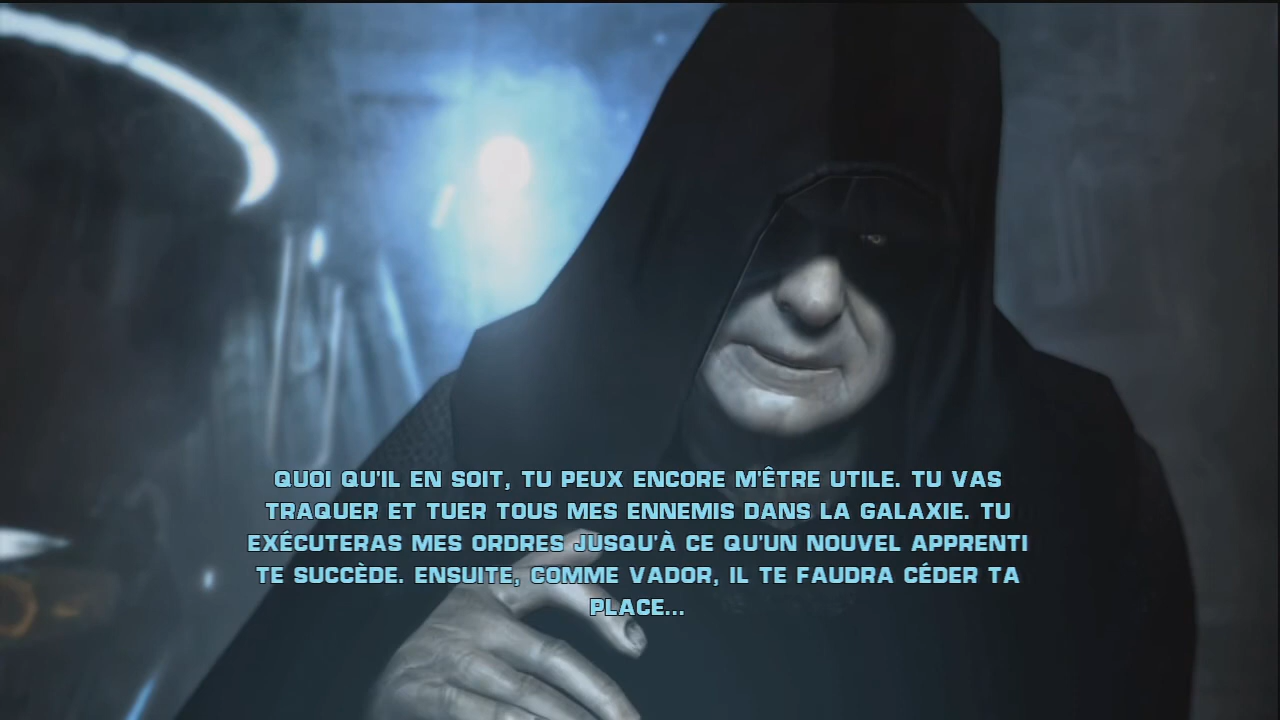 QUOI QU'IL EN SOIT, TU PEUX ENCORE M'ÊTRE UTILE. TU VAS
TRAQUER ET TUER TOUS MES ENNEMIS DANS LA GALAXIE. TU
EXÉCUTERAS MES ORDRES JUSQU'À CE QU'UN NOUVEL APPRENTI
TE SUCCÈDE. ENSUITE, COMME VADOR, IL TE FAUDRA CÉDER TA
PLACE...